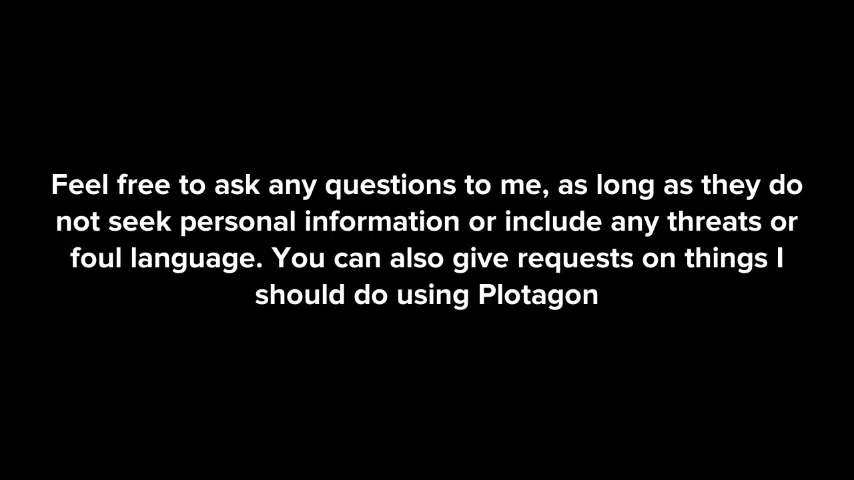 Feel free to ask any questions to me, as long as they do
not seek personal information or include any threats or
foul language. You can also give requests on things I
should do using Plotagon